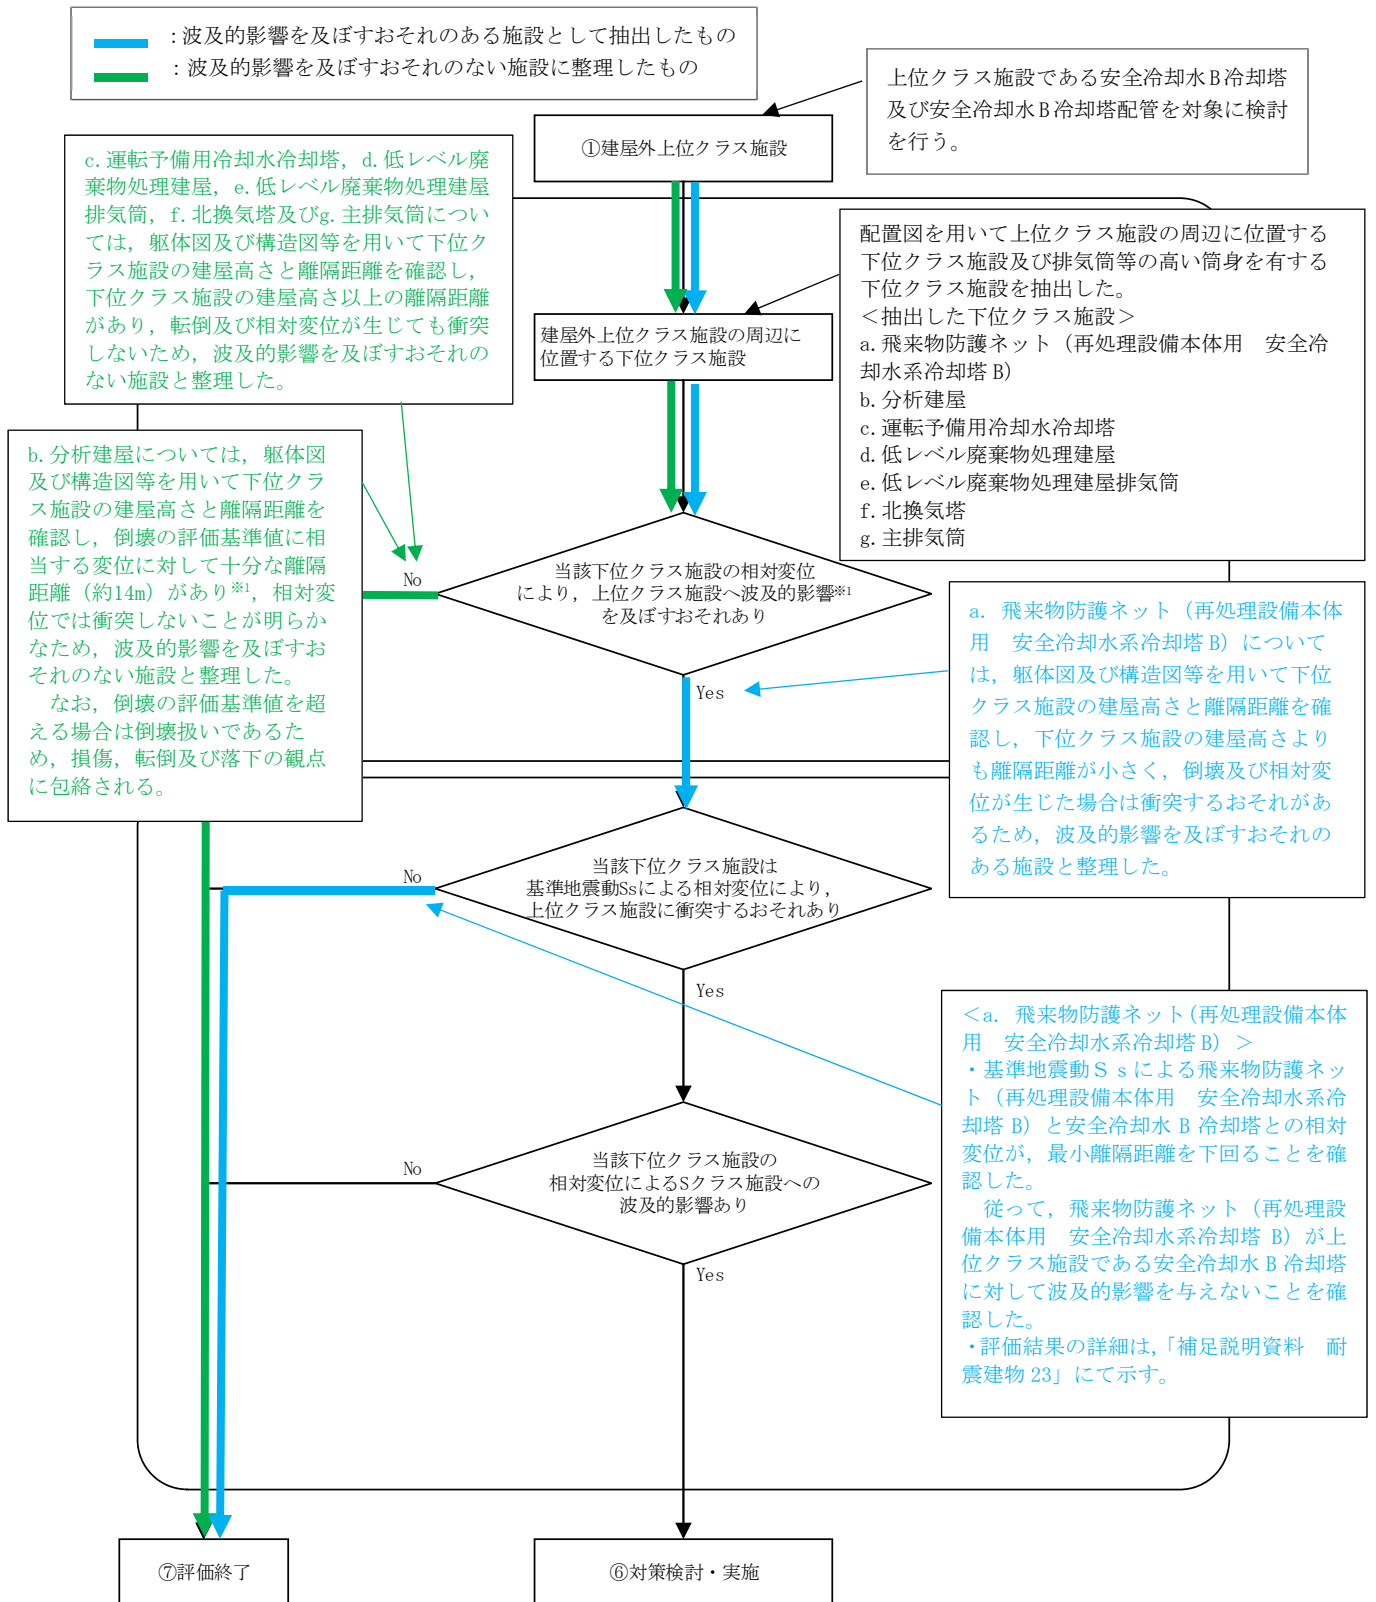 ：波及的影響を及ぼすおそれのある施設として抽出したもの
：波及的影響を及ぼすおそれのない施設に整理したもの
上位クラス施設である安全冷却水B冷却塔
及び安全冷却水B冷却塔配管を対象に検討
を行う。
①建屋外上位クラス施設
c.運転予備用冷却水冷却塔，d.低レベル廃
棄物処理建屋，e.低レベル廃棄物処理建屋
排気筒，f.北換気塔及びg.主排気筒につい
ては，躯体図及び構造図等を用いて下位ク
ラス施設の建屋高さと離隔距離を確認し，
下位クラス施設の建屋高さ以上の離隔距離
があり，転倒及び相対変位が生じても衝突
しないため，波及的影響を及ぼすおそれの
ない施設と整理した。
配置図を用いて上位クラス施設の周辺に位置する
下位クラス施設及び排気筒等の高い筒身を有する
下位クラス施設を抽出した。
＜抽出した下位クラス施設＞
a.飛来物防護ネット（再処理設備本体用　安全冷
却水系冷却塔B）
b.分析建屋
c.運転予備用冷却水冷却塔
d.低レベル廃棄物処理建屋
e.低レベル廃棄物処理建屋排気筒
f.北換気塔
g.主排気筒
建屋外上位クラス施設の周辺に
位置する下位クラス施設
b.分析建屋については，躯体図
及び構造図等を用いて下位クラ
ス施設の建屋高さと離隔距離を
確認し，倒壊の評価基準値に相
当する変位に対して十分な離隔
距離（約14m）があり※1，相対変
位では衝突しないことが明らか
なため，波及的影響を及ぼすお
それのない施設と整理した。
　なお，倒壊の評価基準値を超
える場合は倒壊扱いであるた
め，損傷，転倒及び落下の観点
に包絡される。
No
当該下位クラス施設の相対変位
により，上位クラス施設へ波及的影響※1
を及ぼすおそれあり
Yes
a. 飛来物防護ネット（再処理設備本体
用　安全冷却水系冷却塔B）について
は，躯体図及び構造図等を用いて下位
クラス施設の建屋高さと離隔距離を確
認し，下位クラス施設の建屋高さより
も離隔距離が小さく，倒壊及び相対変
位が生じた場合は衝突するおそれがあ
るため，波及的影響を及ぼすおそれの
ある施設と整理した。
No
当該下位クラス施設は
基準地震動Ssによる相対変位により，
上位クラス施設に衝突するおそれあり
Yes
＜a. 飛来物防護ネット(再処理設備本体
用　安全冷却水系冷却塔B）＞
・基準地震動Ｓｓによる飛来物防護ネッ
ト（再処理設備本体用　安全冷却水系冷
却塔B）と安全冷却水B冷却塔との相対
変位が，最小離隔距離を下回ることを確
認した。
　従って，飛来物防護ネット（再処理設
備本体用　安全冷却水系冷却塔B）が上
位クラス施設である安全冷却水B冷却塔
に対して波及的影響を与えないことを確
認した。
・評価結果の詳細は，「補足説明資料　耐
震建物23」にて示す。
No
当該下位クラス施設の
相対変位によるSクラス施設への
波及的影響あり
Yes
⑦評価終了
⑥対策検討・実施